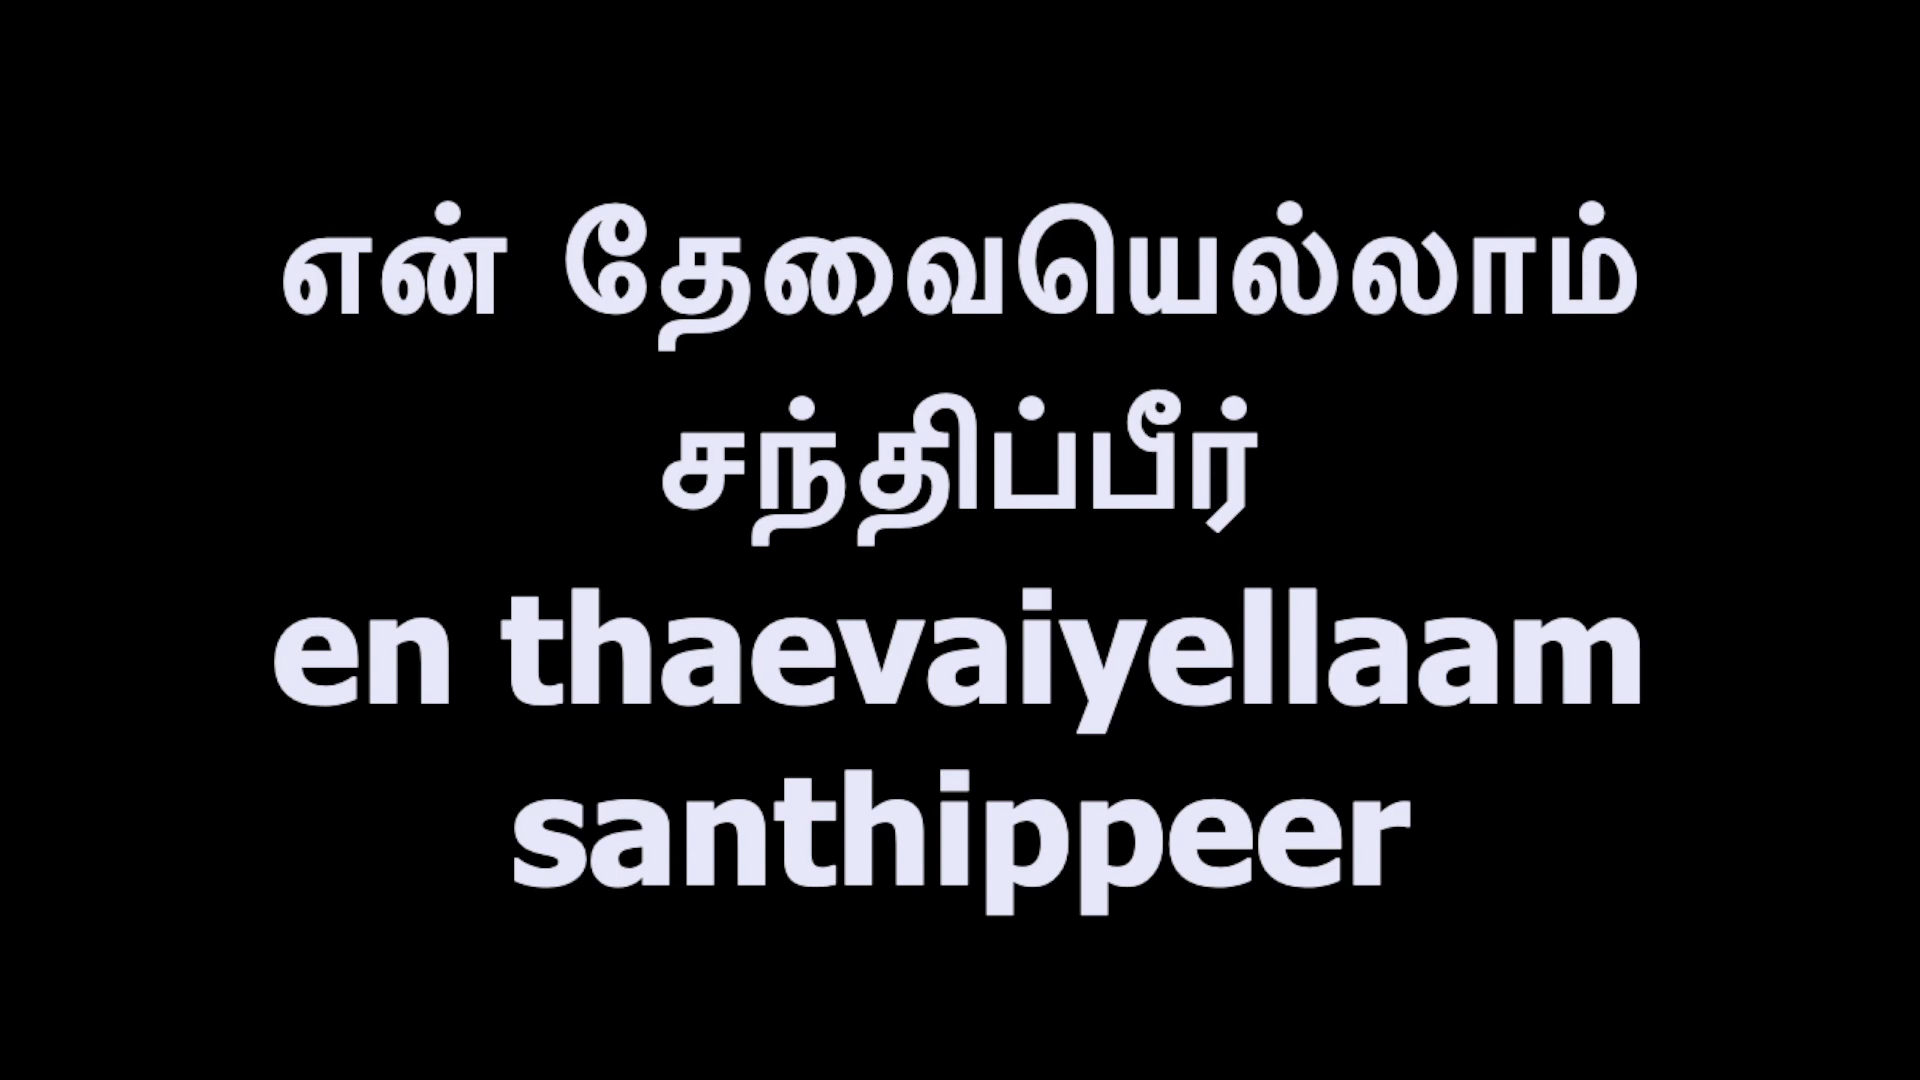 என் தேவையெல்லாம்
சந்திப்பீர்
en thaevaiyellaam
santhippeer